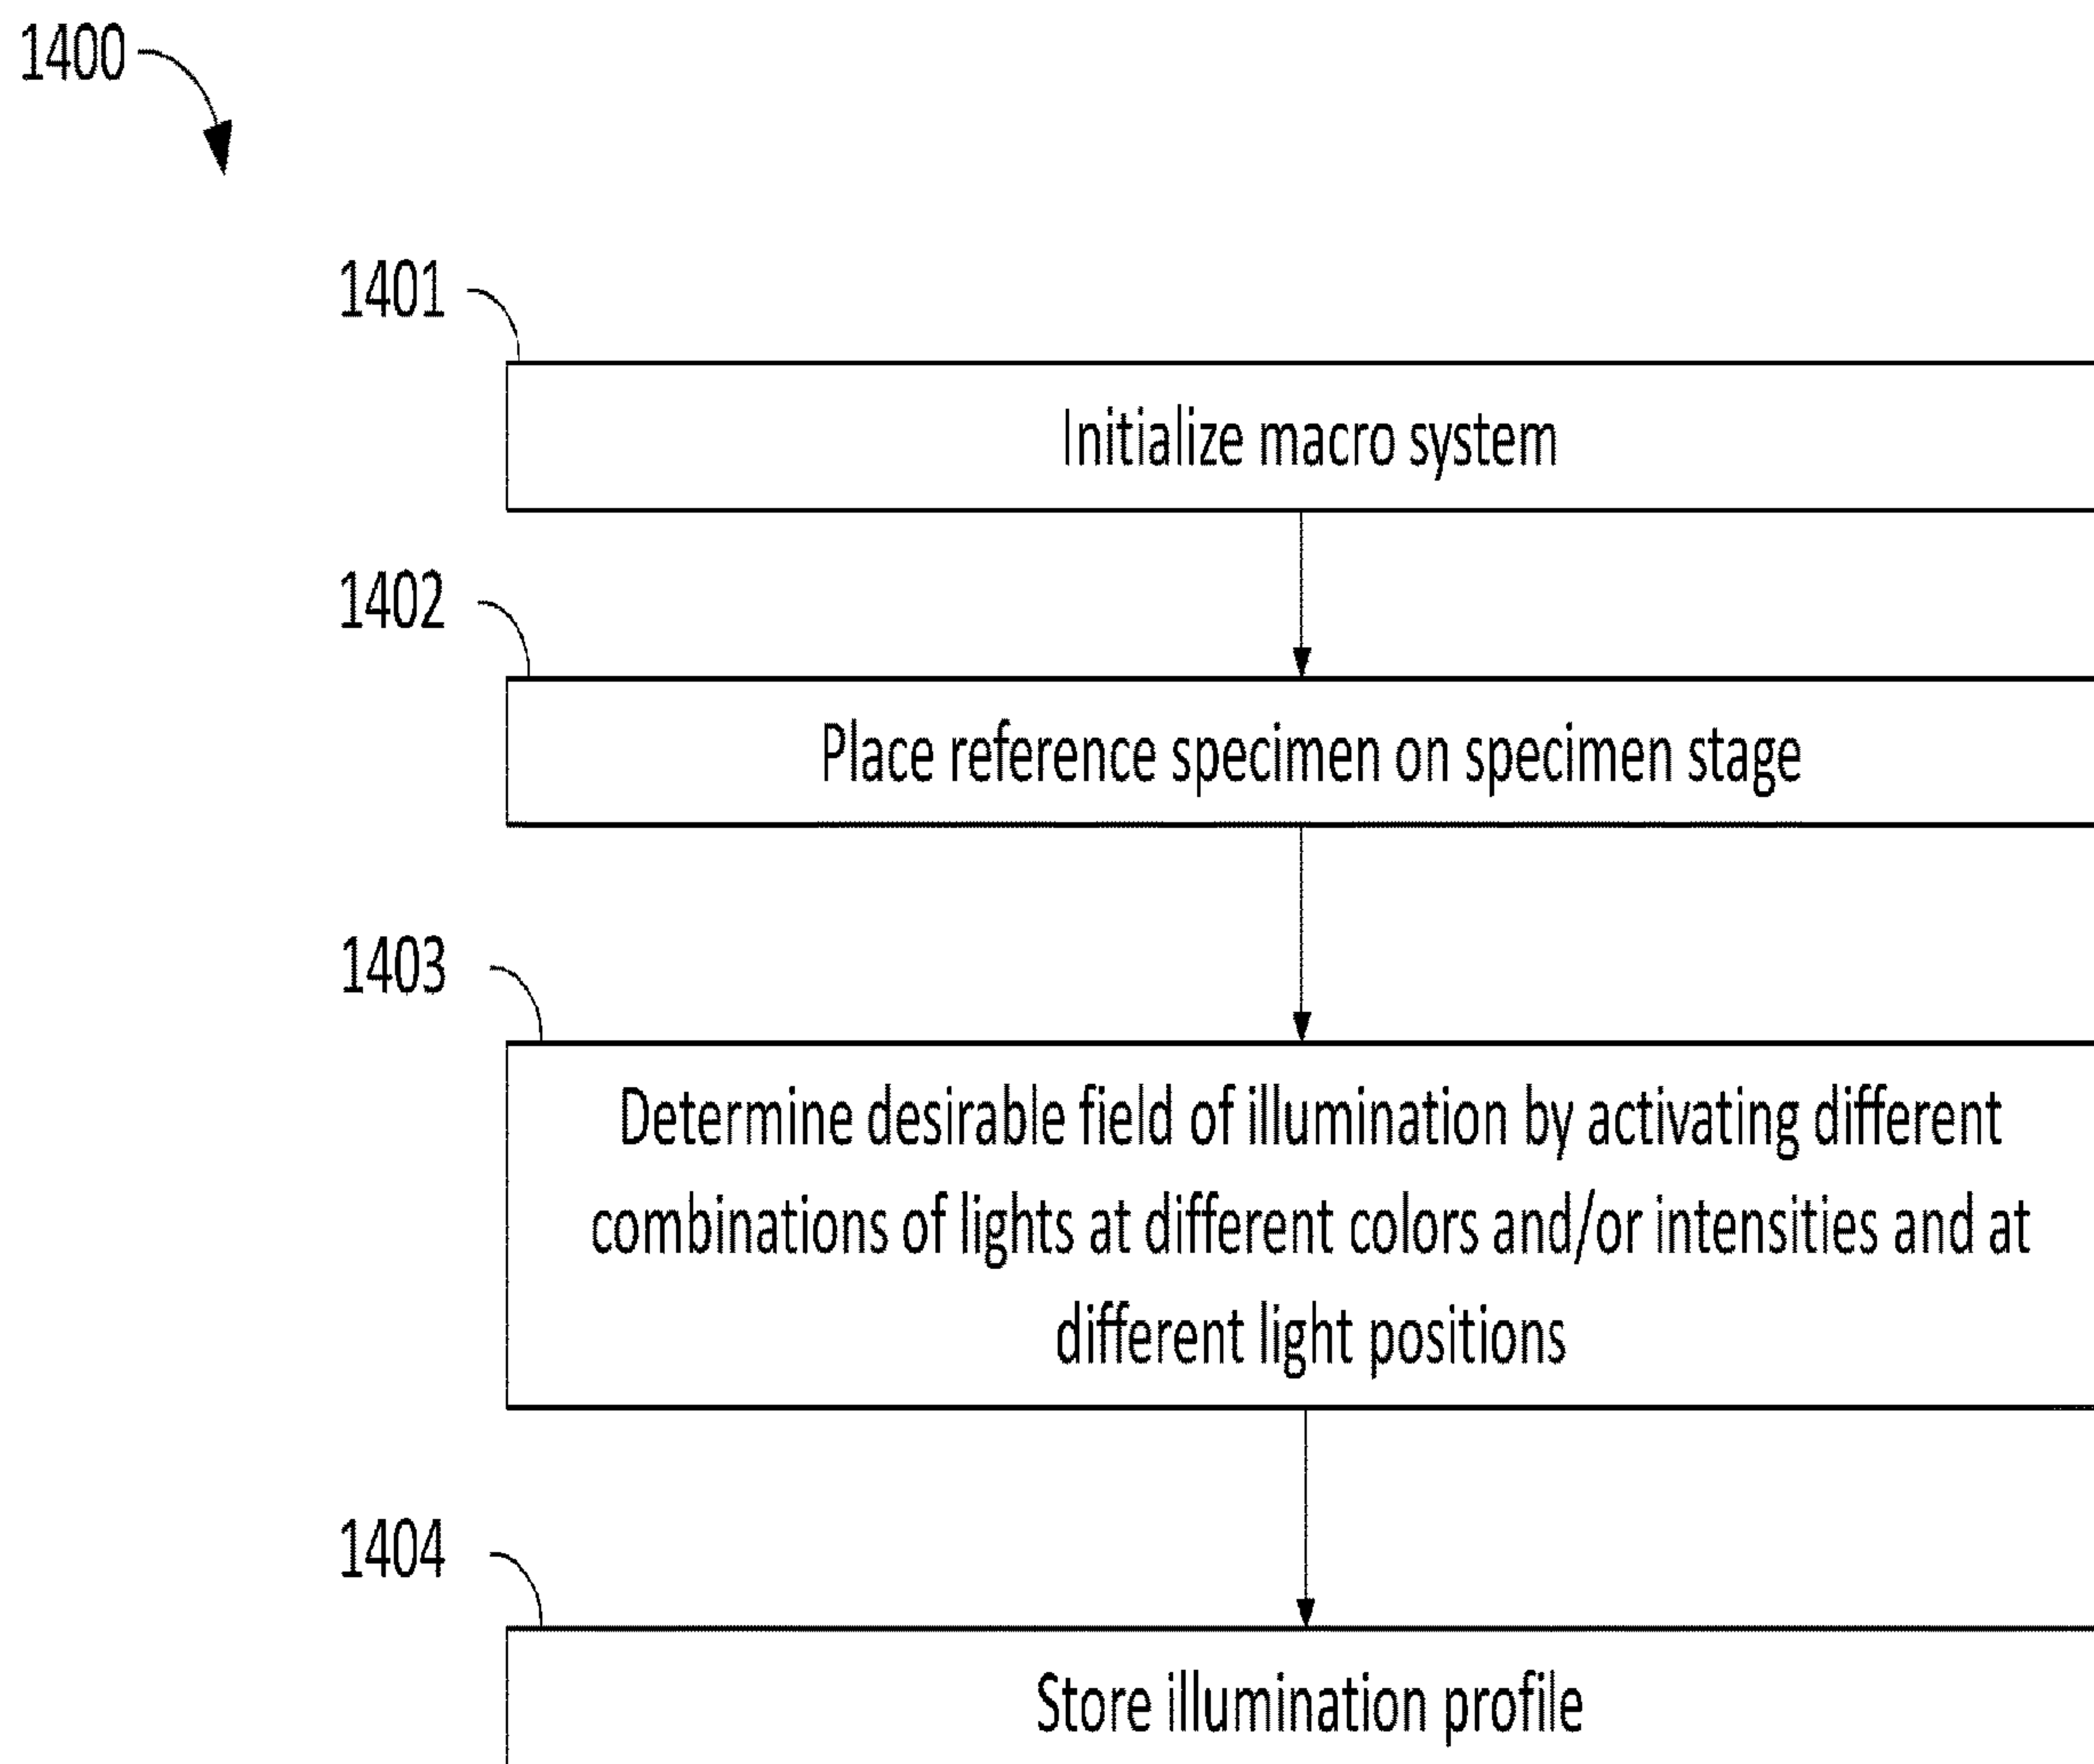 1400
1401
Initialize macro system
1402
Place reference specimen on specimen stage
1403
Determine desirable field of illumination by activating different
combinations of lights at different colors and/or intensities and at
different light positions
1404
Store illumination profile